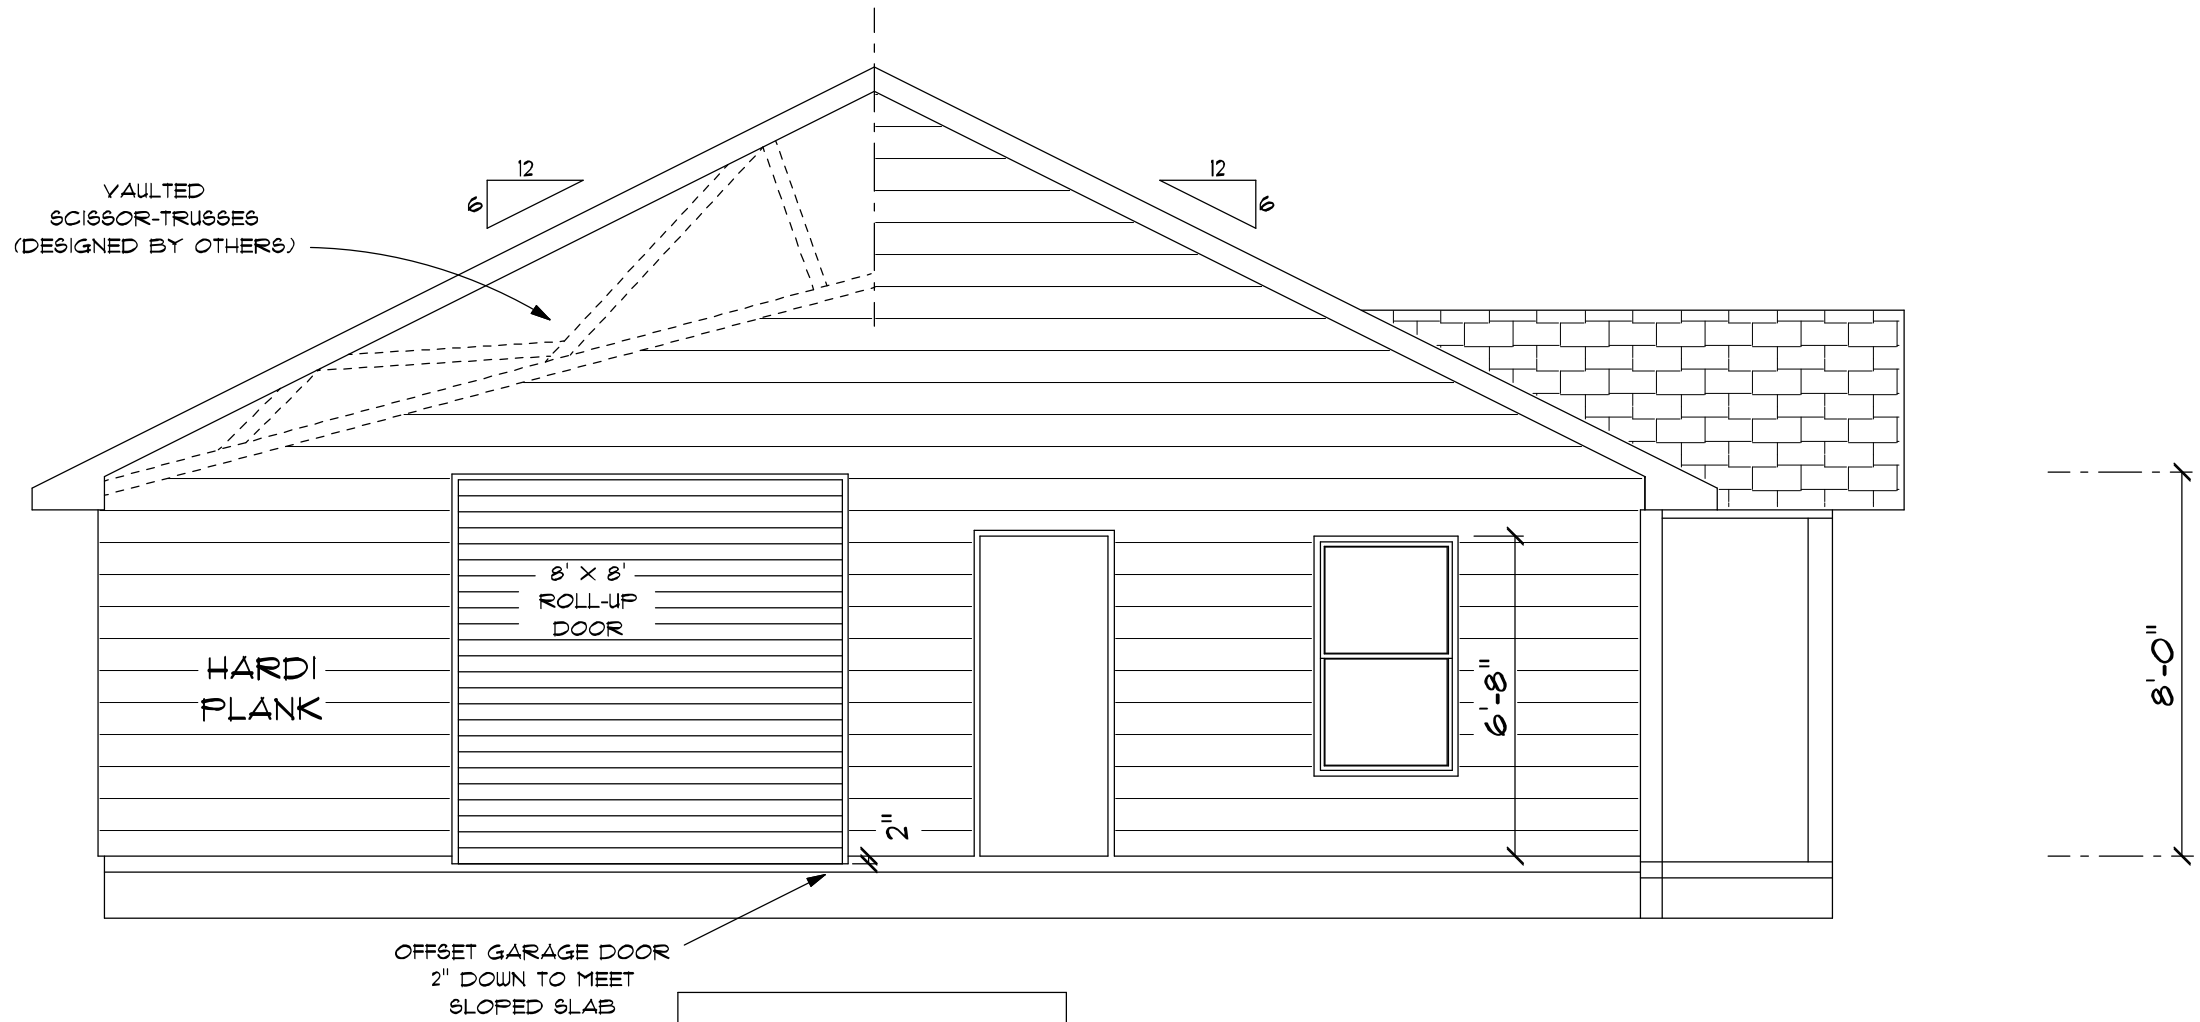 12
6
12
6
VAULTED
SCISSOR-TRUSSES
(DESIGNED BY OTHERS)
8' X 8'
ROLL-UP
DOOR
HARDI
PLANK
6'-8"
8'-0"
2"
OFFSET GARAGE DOOR
2" DOWN TO MEET
SLOPED SLAB